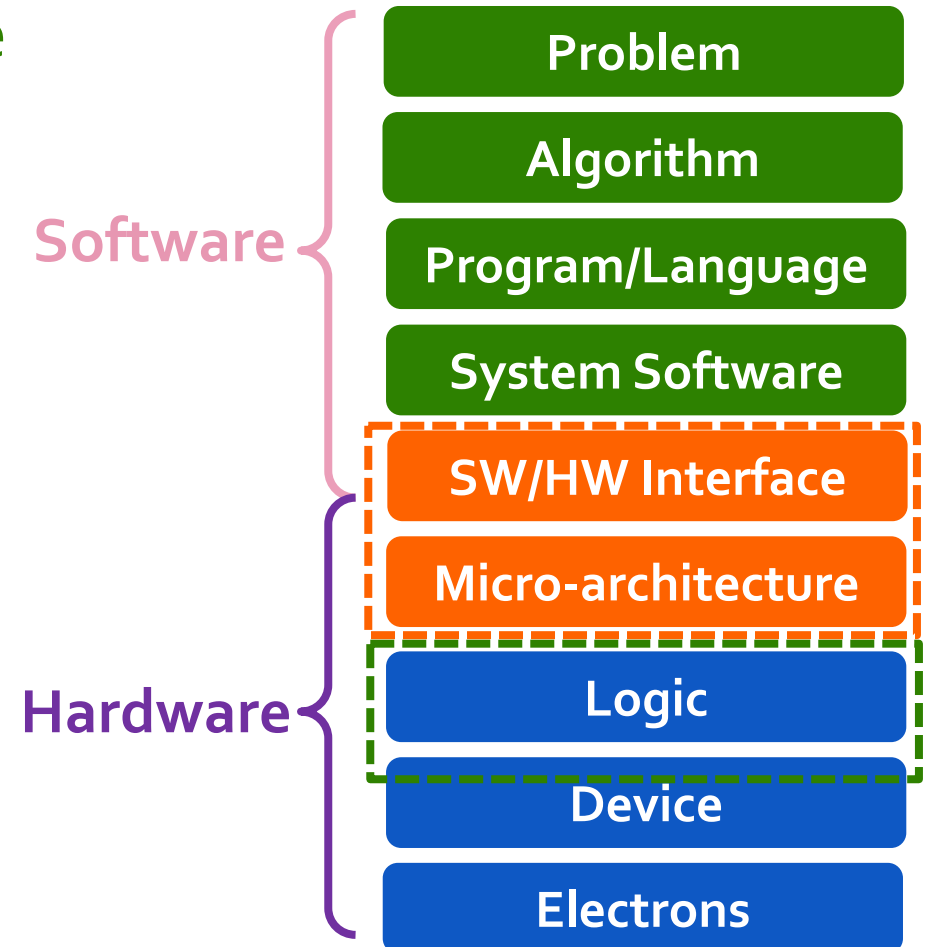 Problem
Algorithm
Software
Program/Language
System Software
SW/HW Interface
Micro-architecture
Logic
Hardware
Device
Electrons